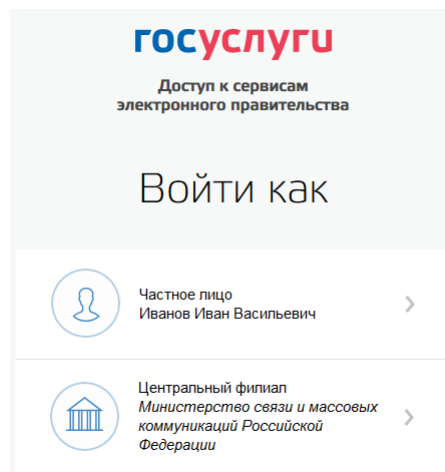 госуслуги
Доступ к сервисам
электронного правительства
Войти как
Частное лицо
Иванов Иван Васильевич
Центральный филиал
Министерство связи и массовых
коммуникаций Российской
Федерации